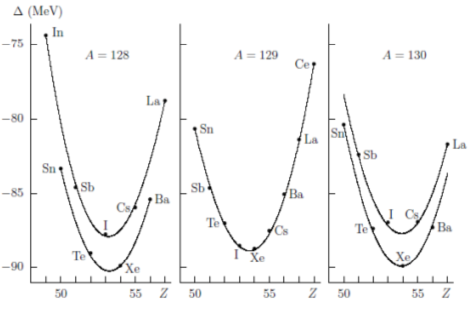 Δ (MeV)
−75
−80
−85
−90
A = 128
In
La
Sn
Sb
Cs
Ba
I
Te
Xe
50
55
Z
A = 129
Ce
Sn
La
Sb
Ba
Te
Cs
I
Xe
50
55
Z
A = 130
Sn
Sb
La
I
Cs
Te
Ba
Xe
50
55
Z